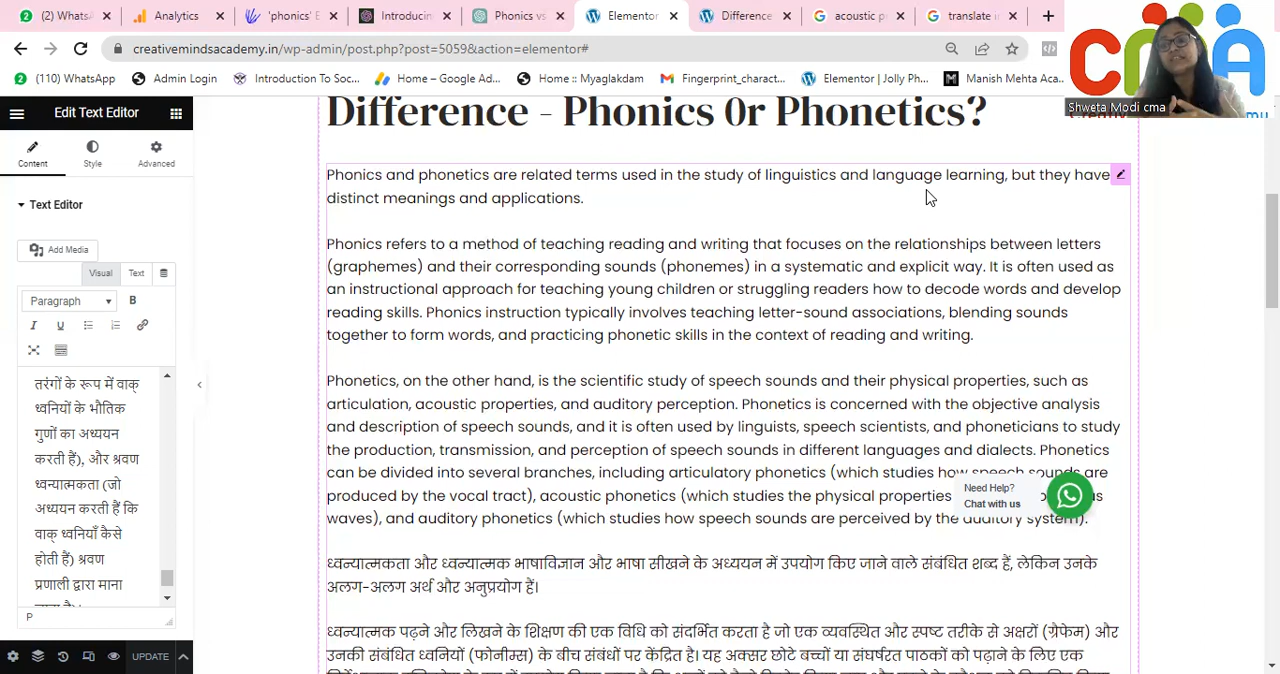 (2) WhatsA
Analytics
'phonics' E
Introducin
Phonics vs
Elementor
Difference
acoustic p
translate i
creativemindsacademy.in/wp-admin/post.php?post=5059&action=elementor#
(110) WhatsApp
Admin Login
Introduction To Soc...
Home – Google Ad...
Home :: Myaglakdam
Fingerprint_charact...
Elementor | Jolly Ph...
Manish Mehta Aca...
Shweta Modi cma
Edit Text Editor
Content
Style
Advanced
Text Editor
Add Media
Visual
Text
Paragraph
B
I
U
तरंगों के रूप में वाक्
ध्वनियों के भौतिक
गुणों का अध्ययन
करती हैं), और श्रवण
ध्वन्यात्मकता (जो
अध्ययन करती हैं कि
वाक् ध्वनियाँ कैसे
होती हैं) श्रवण
प्रणाली द्वारा माना
P
UPDATE
Difference - Phonics 0r Phonetics?
Phonics and phonetics are related terms used in the study of linguistics and language learning, but they have
distinct meanings and applications.
Phonics refers to a method of teaching reading and writing that focuses on the relationships between letters
(graphemes) and their corresponding sounds (phonemes) in a systematic and explicit way. It is often used as
an instructional approach for teaching young children or struggling readers how to decode words and develop
reading skills. Phonics instruction typically involves teaching letter-sound associations, blending sounds
together to form words, and practicing phonetic skills in the context of reading and writing.
Phonetics, on the other hand, is the scientific study of speech sounds and their physical properties, such as
articulation, acoustic properties, and auditory perception. Phonetics is concerned with the objective analysis
and description of speech sounds, and it is often used by linguists, speech scientists, and phoneticians to study
the production, transmission, and perception of speech sounds in different languages and dialects. Phonetics
can be divided into several branches, including articulatory phonetics (which studies how speech sounds are
produced by the vocal tract), acoustic phonetics (which studies the physical properties
waves), and auditory phonetics (which studies how speech sounds are perceived by the auditory system).
Need Help?
Chat with us
ध्वन्यात्मकता और ध्वन्यात्मक भाषाविज्ञान और भाषा सीखने के अध्ययन में उपयोग किए जाने वाले संबंधित शब्द हैं, लेकिन उनके
अलग-अलग अर्थ और अनुप्रयोग हैं।
ध्वन्यात्मक पढ़ने और लिखने के शिक्षण की एक विधि को संदर्भित करता है जो एक व्यवस्थित और स्पष्ट तरीके से अक्षरों (ग्रैफेम) और
उनकी संबंधित ध्वनियों (फोनीम्स) के बीच संबंधों पर केंद्रित है। यह अक्सर छोटे बच्चों या संघर्षरत पाठकों को पढ़ाने के लिए एक